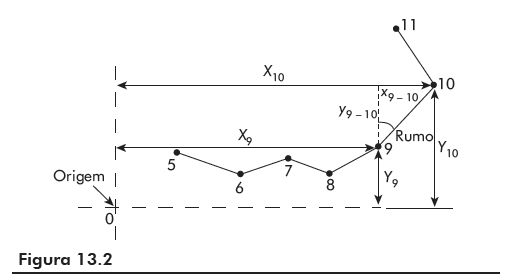 11
X10
10
x9 – 10
y9 – 10
X9
Rumo
9
Y10
5
Origem
7
Y9
6
8
0
Figura 13.2